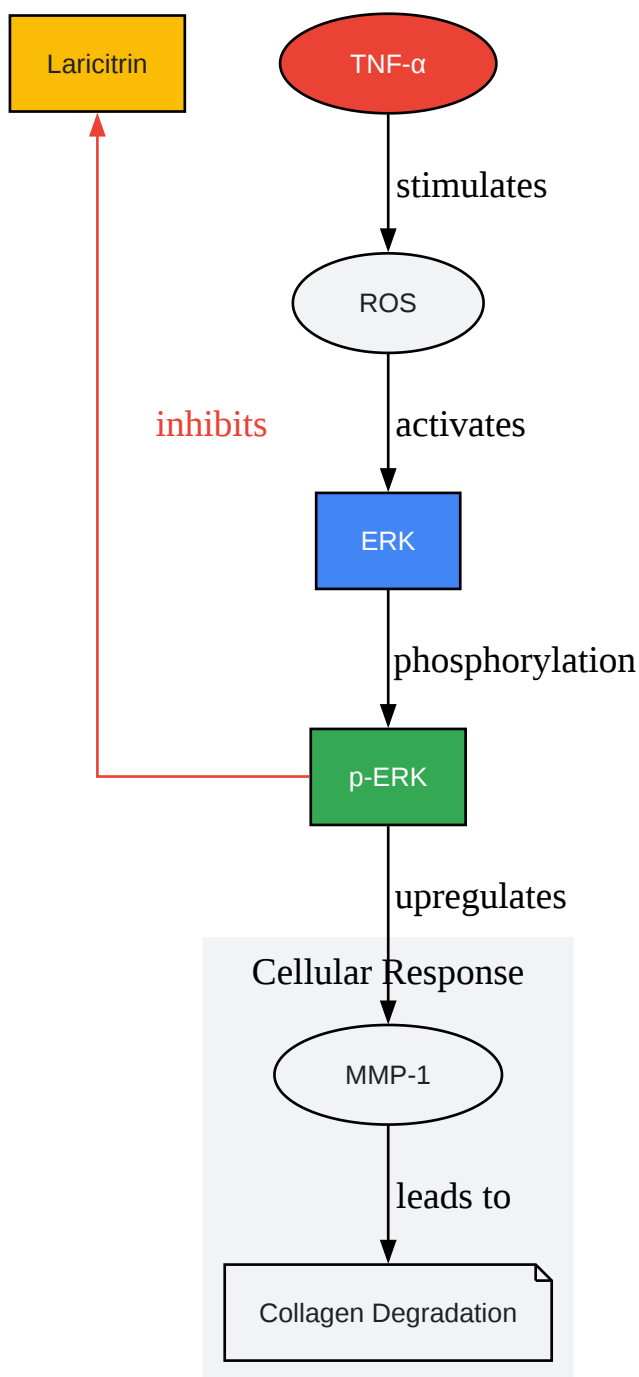 Laricitrin
TNF-α
stimulates
ROS
inhibits
activates
ERK
phosphorylation
p-ERK
upregulates
Cellular Response
MMP-1
leads to
Collagen Degradation